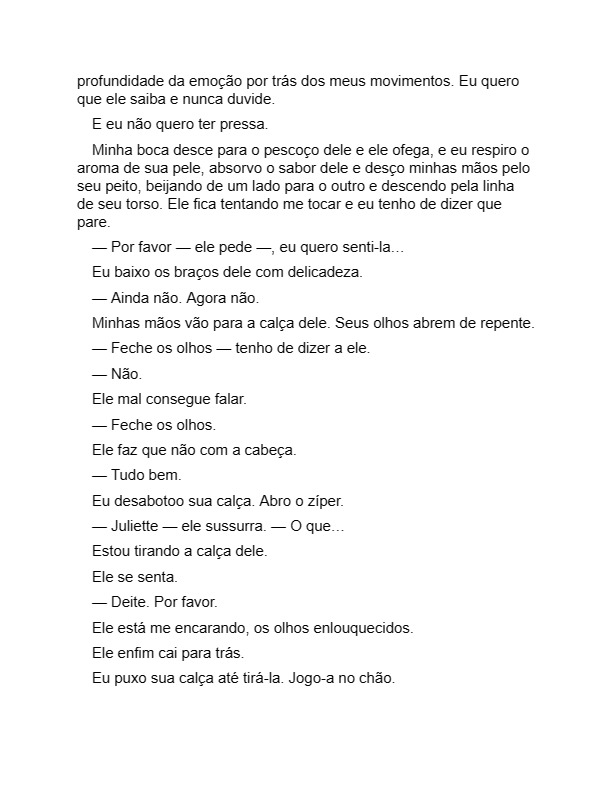 profundidade da emoção por trás dos meus movimentos. Eu quero
que ele saiba e nunca duvide.
E eu não quero ter pressa.
Minha boca desce para o pescoço dele e ele ofega, e eu respiro o
aroma de sua pele, absorvo o sabor dele e desço minhas mãos pelo
seu peito, beijando de um lado para o outro e descendo pela linha
de seu torso. Ele fica tentando me tocar e eu tenho de dizer que
pare.
— Por favor — ele pede —, eu quero senti-la…
Eu baixo os braços dele com delicadeza.
— Ainda não. Agora não.
Minhas mãos vão para a calça dele. Seus olhos abrem de repente.
— Feche os olhos — tenho de dizer a ele.
— Não.
Ele mal consegue falar.
— Feche os olhos.
Ele faz que não com a cabeça.
— Tudo bem.
Eu desabotoo sua calça. Abro o zíper.
— Juliette — ele sussurra. — O que…
Estou tirando a calça dele.
Ele se senta.
— Deite. Por favor.
Ele está me encarando, os olhos enlouquecidos.
Ele enfim cai para trás.
Eu puxo sua calça até tirá-la. Jogo-a no chão.